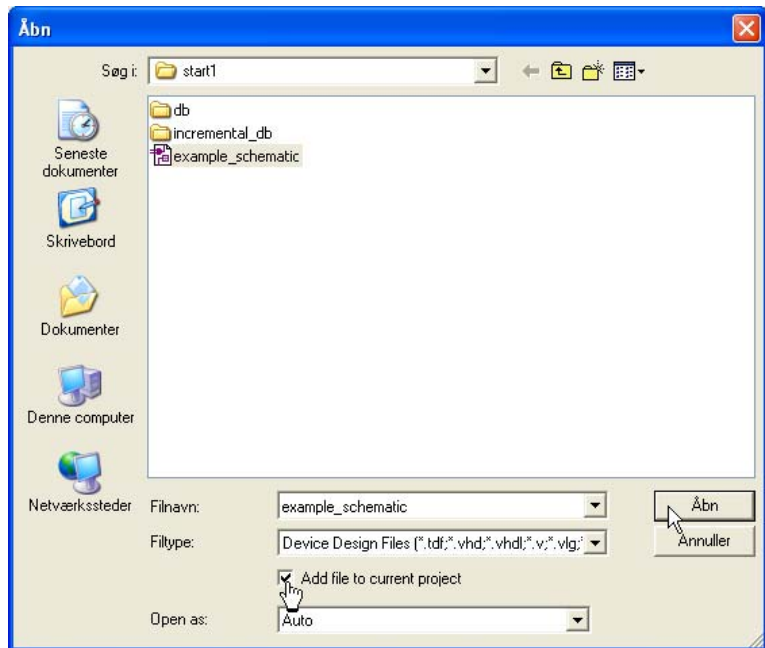 Åbn
Søg i:
start1
db
incremental_db
example_schematic
Seneste
dokumenter
Skrivebord
Dokumenter
Denne computer
Netværkssteder
Filnavn:
example_schematic
Åbn
Filtype:
Device Design Files (*.tdf;*.vhd;*.vhdl;*.v;*.vlg;*
Annuller
Add file to current project
Open as:
Auto